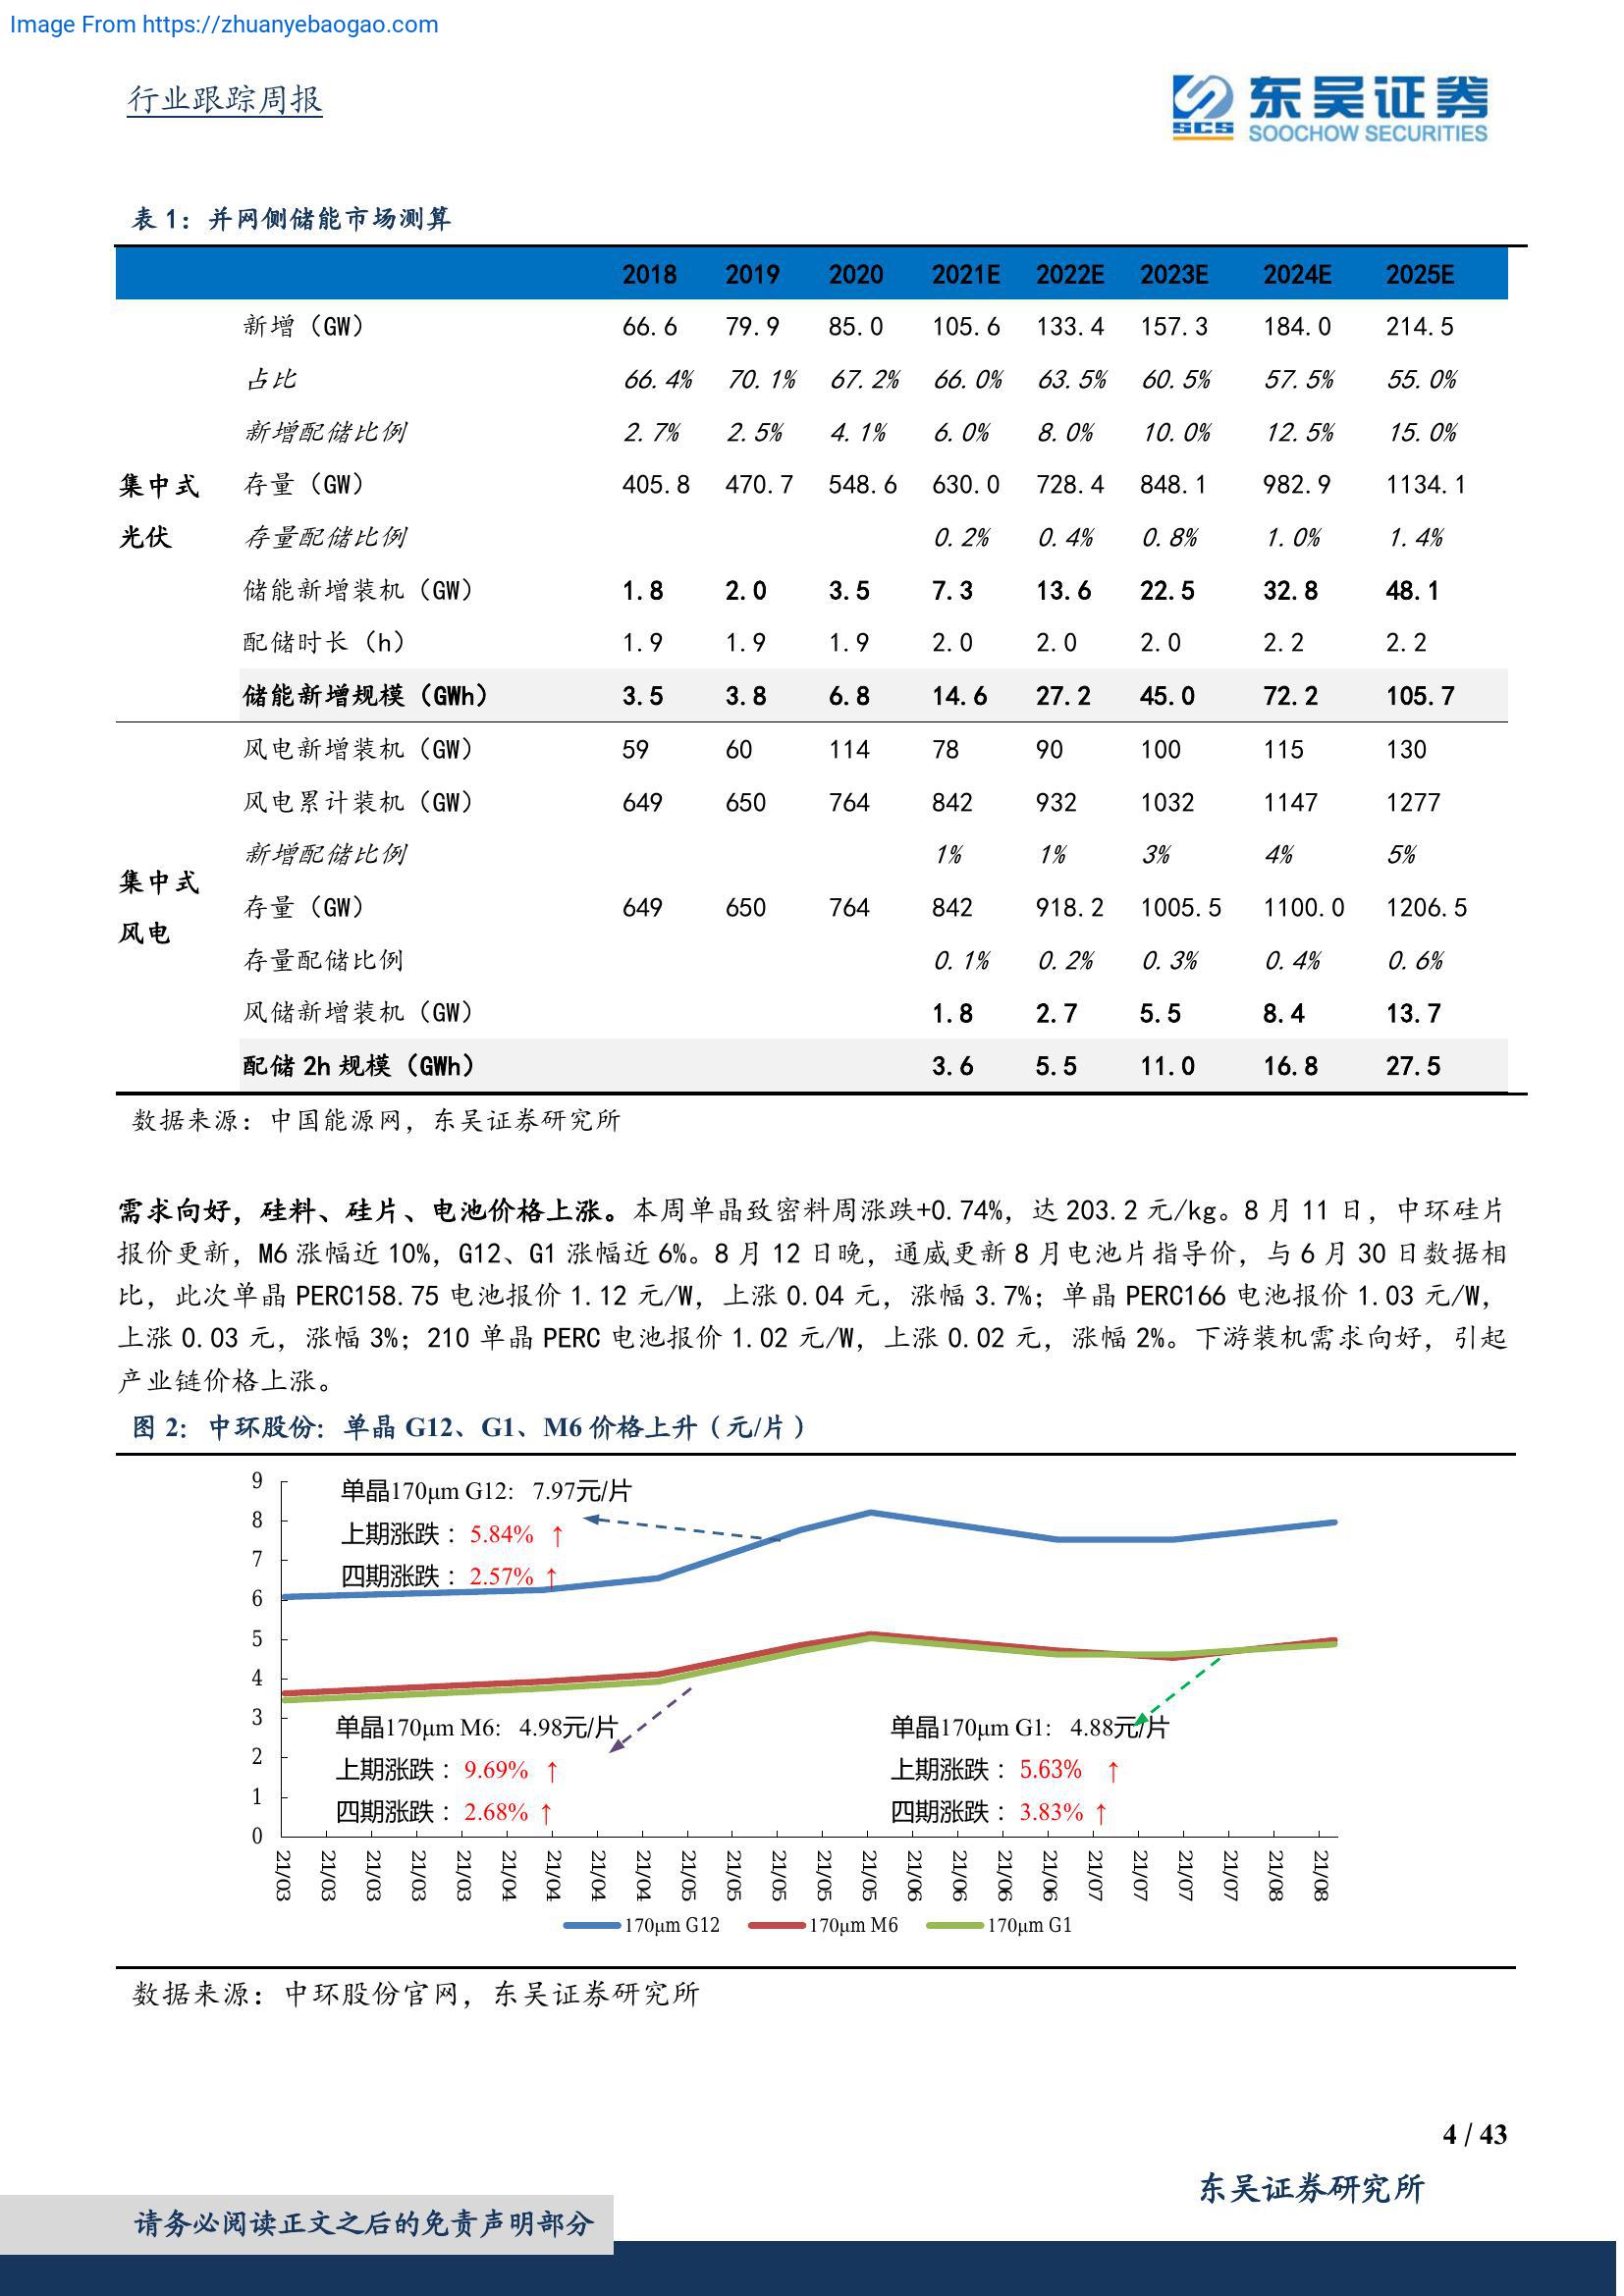 Image From https://zhuanyebaogao.com
行业跟踪周报
SCS
东吴证券
SOOCHOW SECURITIES
表 1：并网侧储能市场测算
2018 2019 2020 2021E 2022E 2023E 2024E 2025E
集中式
光伏
新增（GW） 66.6 79.9 85.0 105.6 133.4 157.3 184.0 214.5
占比 66.4% 70.1% 67.2% 66.0% 63.5% 60.5% 57.5% 55.0%
新增配储比例 2.7% 2.5% 4.1% 6.0% 8.0% 10.0% 12.5% 15.0%
存量（GW） 405.8 470.7 548.6 630.0 728.4 848.1 982.9 1134.1
存量配储比例 0.2% 0.4% 0.8% 1.0% 1.4%
储能新增装机（GW） 1.8 2.0 3.5 7.3 13.6 22.5 32.8 48.1
配储时长（h） 1.9 1.9 1.9 2.0 2.0 2.0 2.2 2.2
储能新增规模（GWh） 3.5 3.8 6.8 14.6 27.2 45.0 72.2 105.7
集中式
风电
风电新增装机（GW） 59 60 114 78 90 100 115 130
风电累计装机（GW） 649 650 764 842 932 1032 1147 1277
新增配储比例 1% 1% 3% 4% 5%
存量（GW） 649 650 764 842 918.2 1005.5 1100.0 1206.5
存量配储比例 0.1% 0.2% 0.3% 0.4% 0.6%
风储新增装机（GW） 1.8 2.7 5.5 8.4 13.7
配储 2h 规模（GWh） 3.6 5.5 11.0 16.8 27.5
数据来源：中国能源网，东吴证券研究所
需求向好，硅料、硅片、电池价格上涨。本周单晶致密料周涨跌+0.74%，达 203.2 元/kg。8 月 11 日，中环硅片
报价更新，M6 涨幅近 10%，G12、G1 涨幅近 6%。8 月 12 日晚，通威更新 8 月电池片指导价，与 6 月 30 日数据相
比，此次单晶 PERC158.75 电池报价 1.12 元/W，上涨 0.04 元，涨幅 3.7%；单晶 PERC166 电池报价 1.03 元/W，
上涨 0.03 元，涨幅 3%；210 单晶 PERC 电池报价 1.02 元/W，上涨 0.02 元，涨幅 2%。下游装机需求向好，引起
产业链价格上涨。
图 2：中环股份：单晶 G12、G1、M6 价格上升（元/片）
9
8
7
6
5
4
3
2
1
0
单晶170μm G12: 7.97元/片
上期涨跌： 5.84% ↑
四期涨跌： 2.57% ↑
单晶170μm M6: 4.98元/片
上期涨跌： 9.69% ↑
四期涨跌： 2.68% ↑
单晶170μm G1: 4.88元/片
上期涨跌： 5.63% ↑
四期涨跌： 3.83% ↑
21/03 21/03 21/03 21/03 21/04 21/04 21/04 21/04 21/04 21/05 21/05 21/05 21/05 21/05 21/06 21/06 21/06 21/06 21/07 21/07 21/07 21/07 21/08 21/08
170μm G12 170μm M6 170μm G1
数据来源：中环股份官网，东吴证券研究所
4 / 43
东吴证券研究所
请务必阅读正文之后的免责声明部分